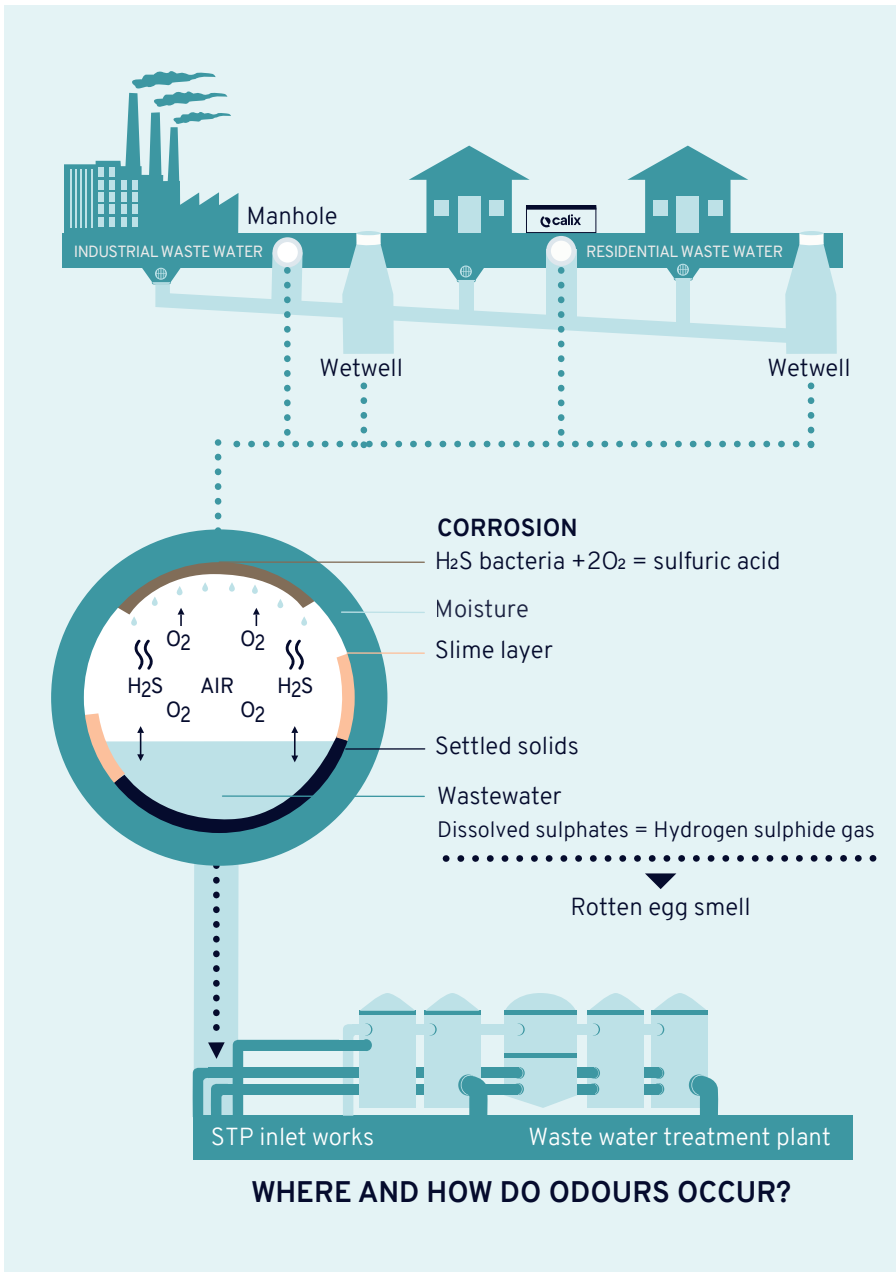 Manhole
calix
INDUSTRIAL WASTE WATER
RESIDENTIAL WASTE WATER
Wetwell
Wetwell
CORROSION
H₂S bacteria +2O₂ = sulfuric acid
Moisture
Slime layer
O₂ O₂
H₂S AIR H₂S
O₂ O₂
Settled solids
Wastewater
Dissolved sulphates = Hydrogen sulphide gas
Rotten egg smell
STP inlet works
Waste water treatment plant
WHERE AND HOW DO ODOURS OCCUR?